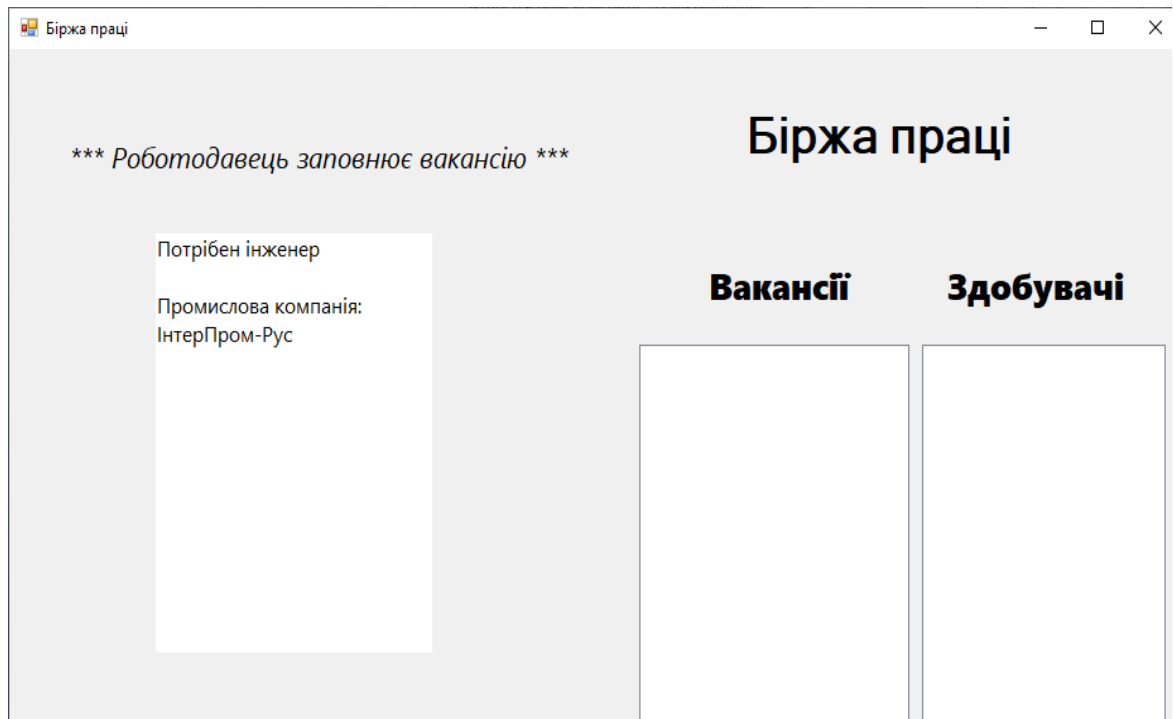 Біржа праці
*** Роботодавець заповнює вакансію ***
Потрібен інженер
Промислова компанія:
ІнтерПром-Рус
Біржа праці
Вакансії
Здобувачі